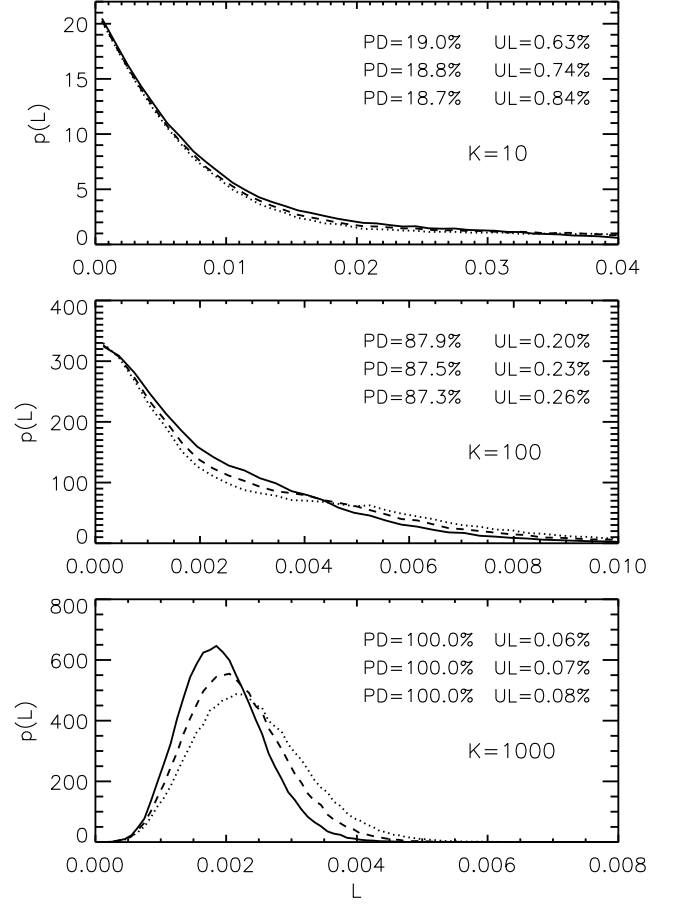 20
15
10
5
0
p(L)
PD=19.0% UL=0.63%
PD=18.8% UL=0.74%
PD=18.7% UL=0.84%
K=10
0.00 0.01 0.02 0.03 0.04
400
300
200
100
0
p(L)
PD=87.9% UL=0.20%
PD=87.5% UL=0.23%
PD=87.3% UL=0.26%
K=100
0.000 0.002 0.004 0.006 0.008 0.010
800
600
400
200
0
p(L)
PD=100.0% UL=0.06%
PD=100.0% UL=0.07%
PD=100.0% UL=0.08%
K=1000
0.000 0.002 0.004 0.006 0.008
L